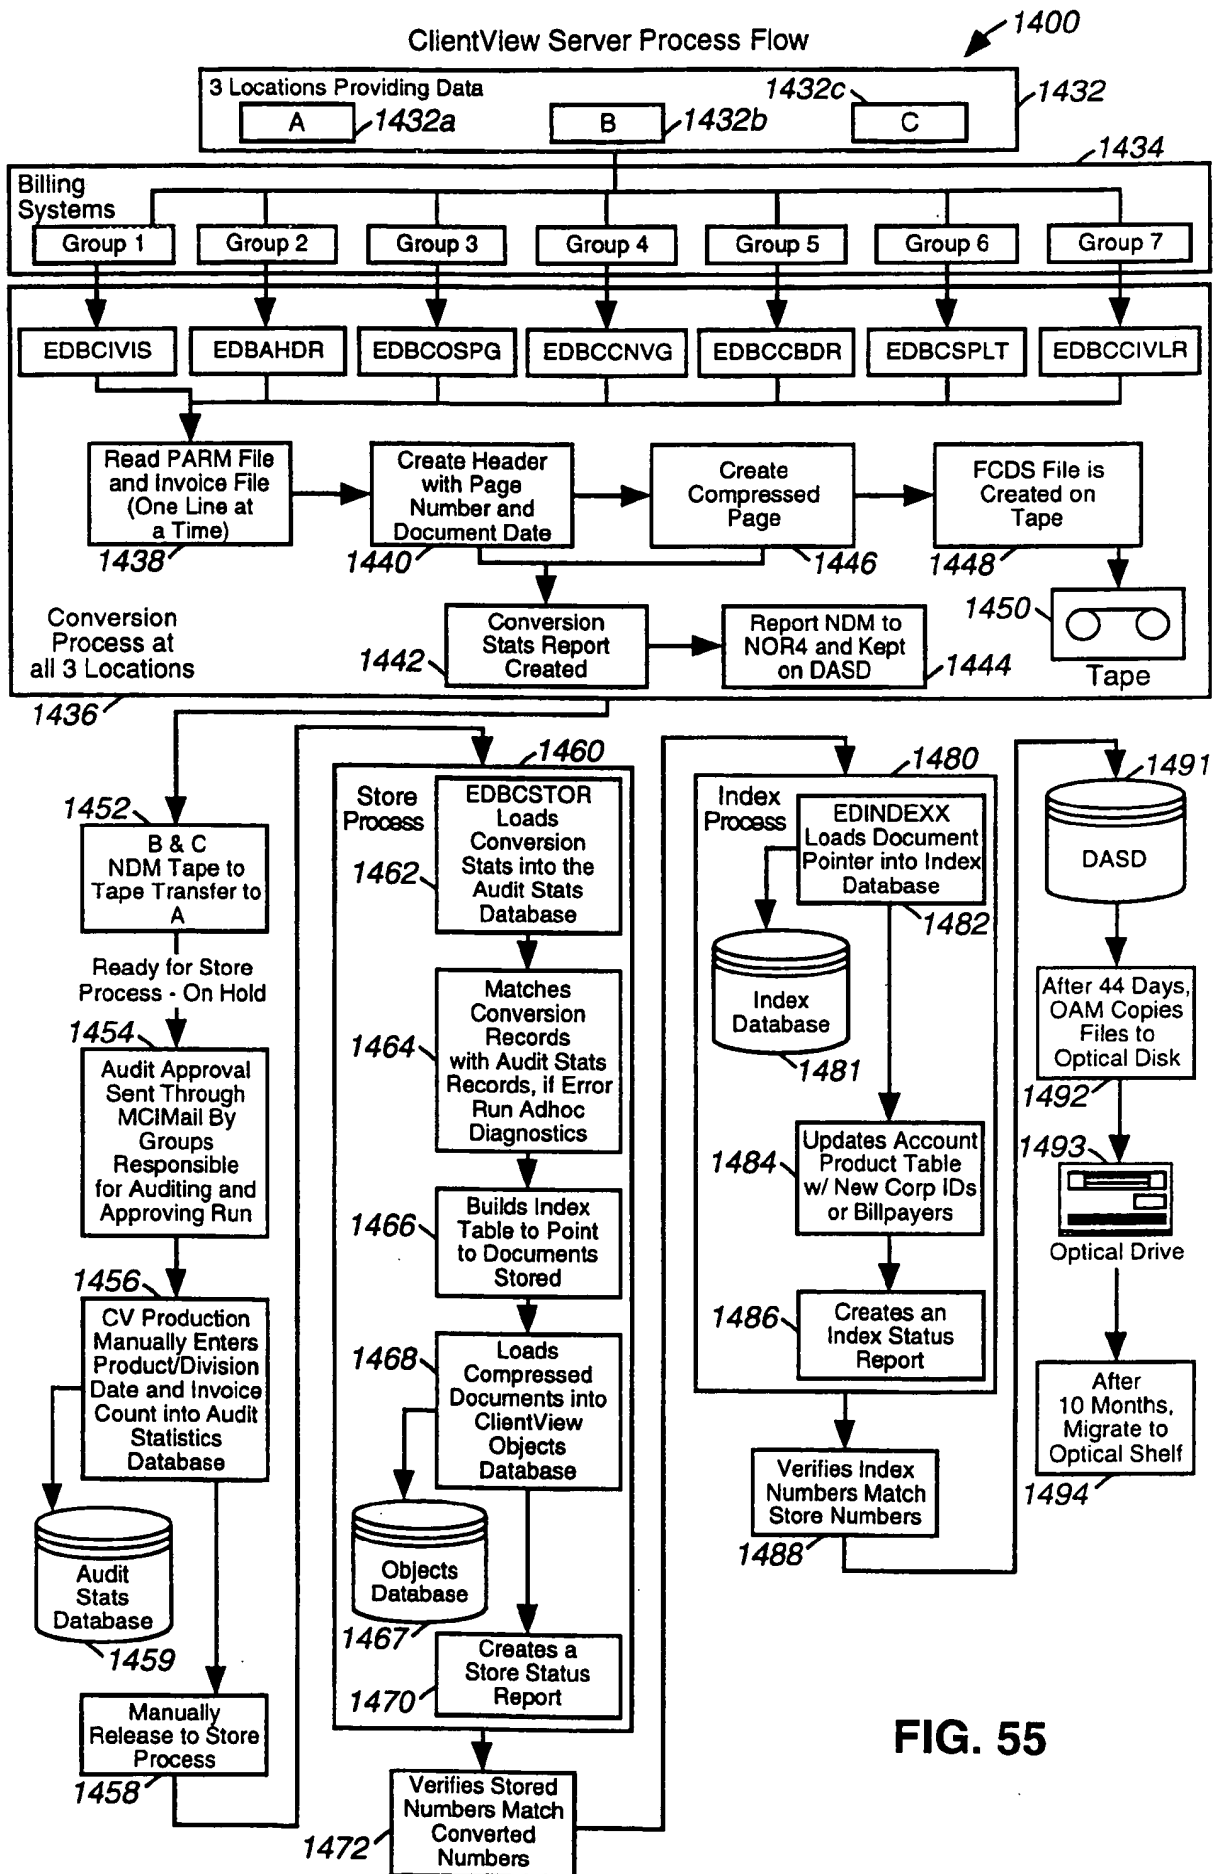 ClientView Server Process Flow
1400
3 Locations Providing Data
1432c
1432
A
1432a
B
1432b
C
1434
Billing
Systems
Group 1
Group 2
Group 3
Group 4
Group 5
Group 6
Group 7
EDBCIVIS
EDBAHDR
EDBCOSPG
EDBCCNVG
EDBCCBDR
EDBCSPLT
EDBCCIVLR
Read PARM File
and Invoice File
(One Line at
a Time)
1438
Create Header
with Page
Number and
Document Date
1440
Create
Compressed
Page
1446
FCDS File is
Created on
Tape
1448
1450
Tape
Conversion
Process at
all 3 Locations
1436
Conversion
Stats Report
Created
1442
Report NDM to
NOR4 and Kept
on DASD
1444
1452
B & C
NDM Tape to
Tape Transfer to
A
Ready for Store
Process - On Hold
1454
Audit Approval
Sent Through
MCIMail By
Groups
Responsible
for Auditing and
Approving Run
1456
CV Production
Manually Enters
Product/Division
Date and Invoice
Count into Audit
Statistics
Database
Audit
Stats
Database
1459
Manually
Release to Store
Process
1458
1460
Store
Process
EDBCSTOR
Loads
Conversion
Stats into the
Audit Stats
Database
1462
Matches
Conversion
Records
with Audit Stats
Records, if Error
Run Adhoc
Diagnostics
1464
Builds Index
Table to Point
to Documents
Stored
1466
Loads
Compressed
Documents into
ClientView
Objects
Database
1468
Objects
Database
1467
Creates a
Store Status
Report
1470
Verifies Stored
Numbers Match
Converted
Numbers
1472
1480
Index
Process
EDINDEXX
Loads Document
Pointer into Index
Database
1482
Index
Database
1481
Updates Account
Product Table
w/ New Corp IDs
or Billpayers
1484
Creates an
Index Status
Report
1486
Verifies Index
Numbers Match
Store Numbers
1488
1491
DASD
After 44 Days,
OAM Copies
Files to
Optical Disk
1492
1493
Optical Drive
After
10 Months,
Migrate to
Optical Shelf
1494
FIG. 55